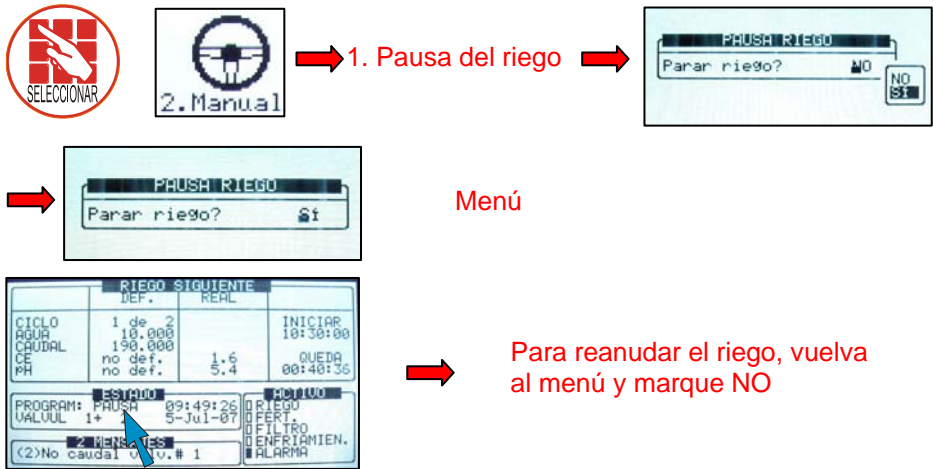 SELECCIONAR
2.Manual
1. Pausa del riego
PAUSA RIEGO
Parar riego? NO
NO
Sí
PAUSA RIEGO
Parar riego? Sí
Menú
RIEGO SIGUIENTE
DEF. REAL
CICLO 1 de 2 INICIAR
AGUA 10.000 10:30:00
CAUDAL 190.000
CE no def. 1.6 QUEDA
PH no def. 5.4 00:40:36
ESTADO
PROGRAM: PAUSA 09:49:26
VALVUL 1+ 5-Jul-07
2 MENSAJES
(2)No caudal valv.# 1
ACTIVO
RIEGO
FERT.
FILTRO
ENFRIAMIEN.
ALARMA
Para reanudar el riego, vuelva
al menú y marque NO